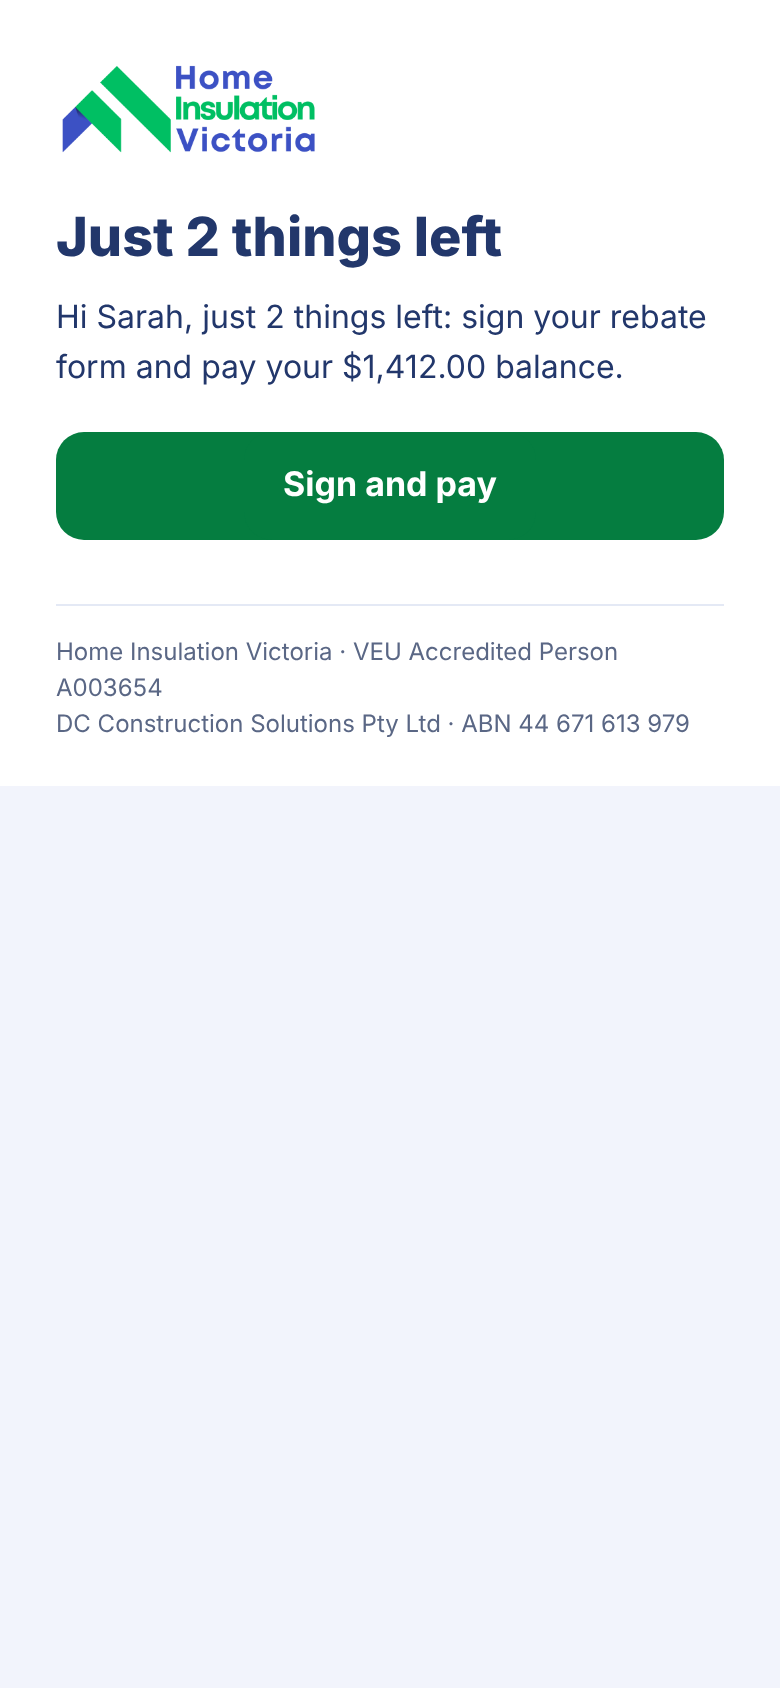 Home
Insulation
Victoria
Just 2 things left
Hi Sarah, just 2 things left: sign your rebate
form and pay your $1,412.00 balance.
Sign and pay
Home Insulation Victoria · VEU Accredited Person
A003654
DC Construction Solutions Pty Ltd · ABN 44 671 613 979